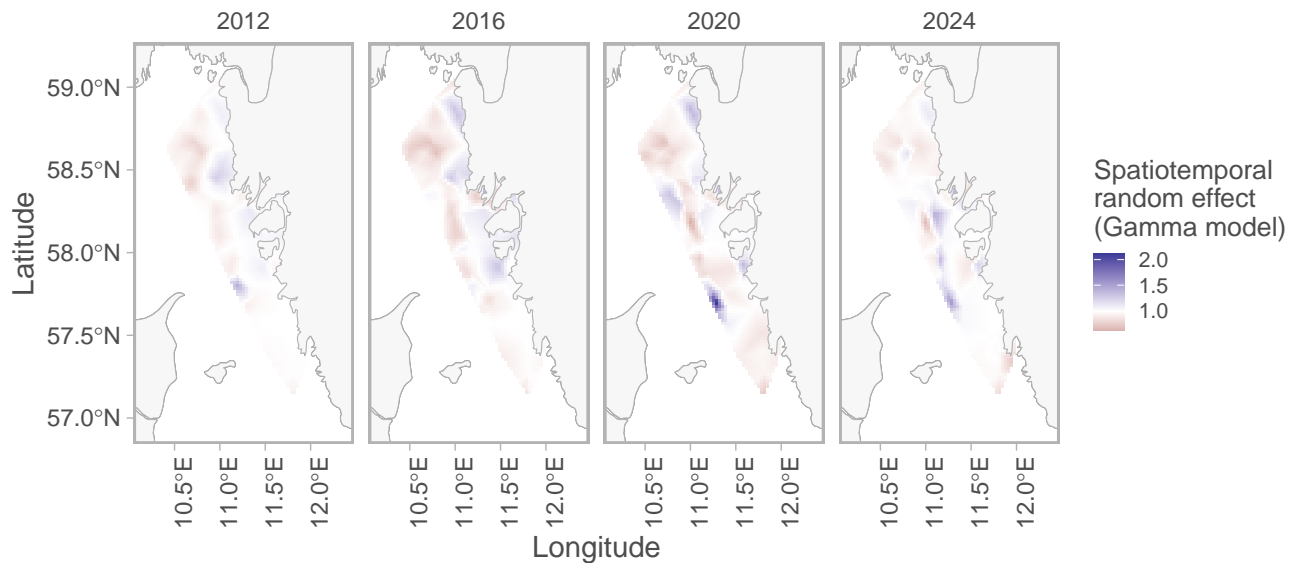 2012 2016 2020 2024
59.0°N
58.5°N
58.0°N
57.5°N
57.0°N
Latitude
10.5°E 11.0°E 11.5°E 12.0°E 10.5°E 11.0°E 11.5°E 12.0°E 10.5°E 11.0°E 11.5°E 12.0°E 10.5°E 11.0°E 11.5°E 12.0°E
Longitude
Spatiotemporal
random effect
(Gamma model)
2.0
1.5
1.0